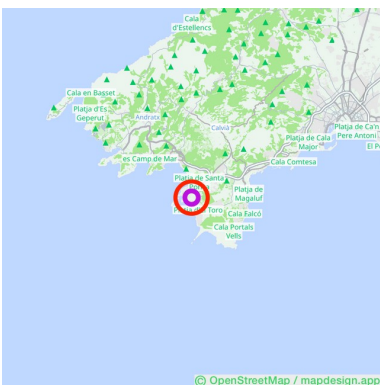 Cala
d'Estellencs
Cala en Basset
Platja d'Es
Geperut
Andratx
Calvià
Platja de Ca'n
Pere Antoni
Platja de Cala
Major
El P
es Camp de Mar
Cala Comtesa
Platja de Santa
Platja de
Magaluf
Toro
Cala Falcó
Cala Portals
Vells
© OpenStreetMap / mapdesign.app